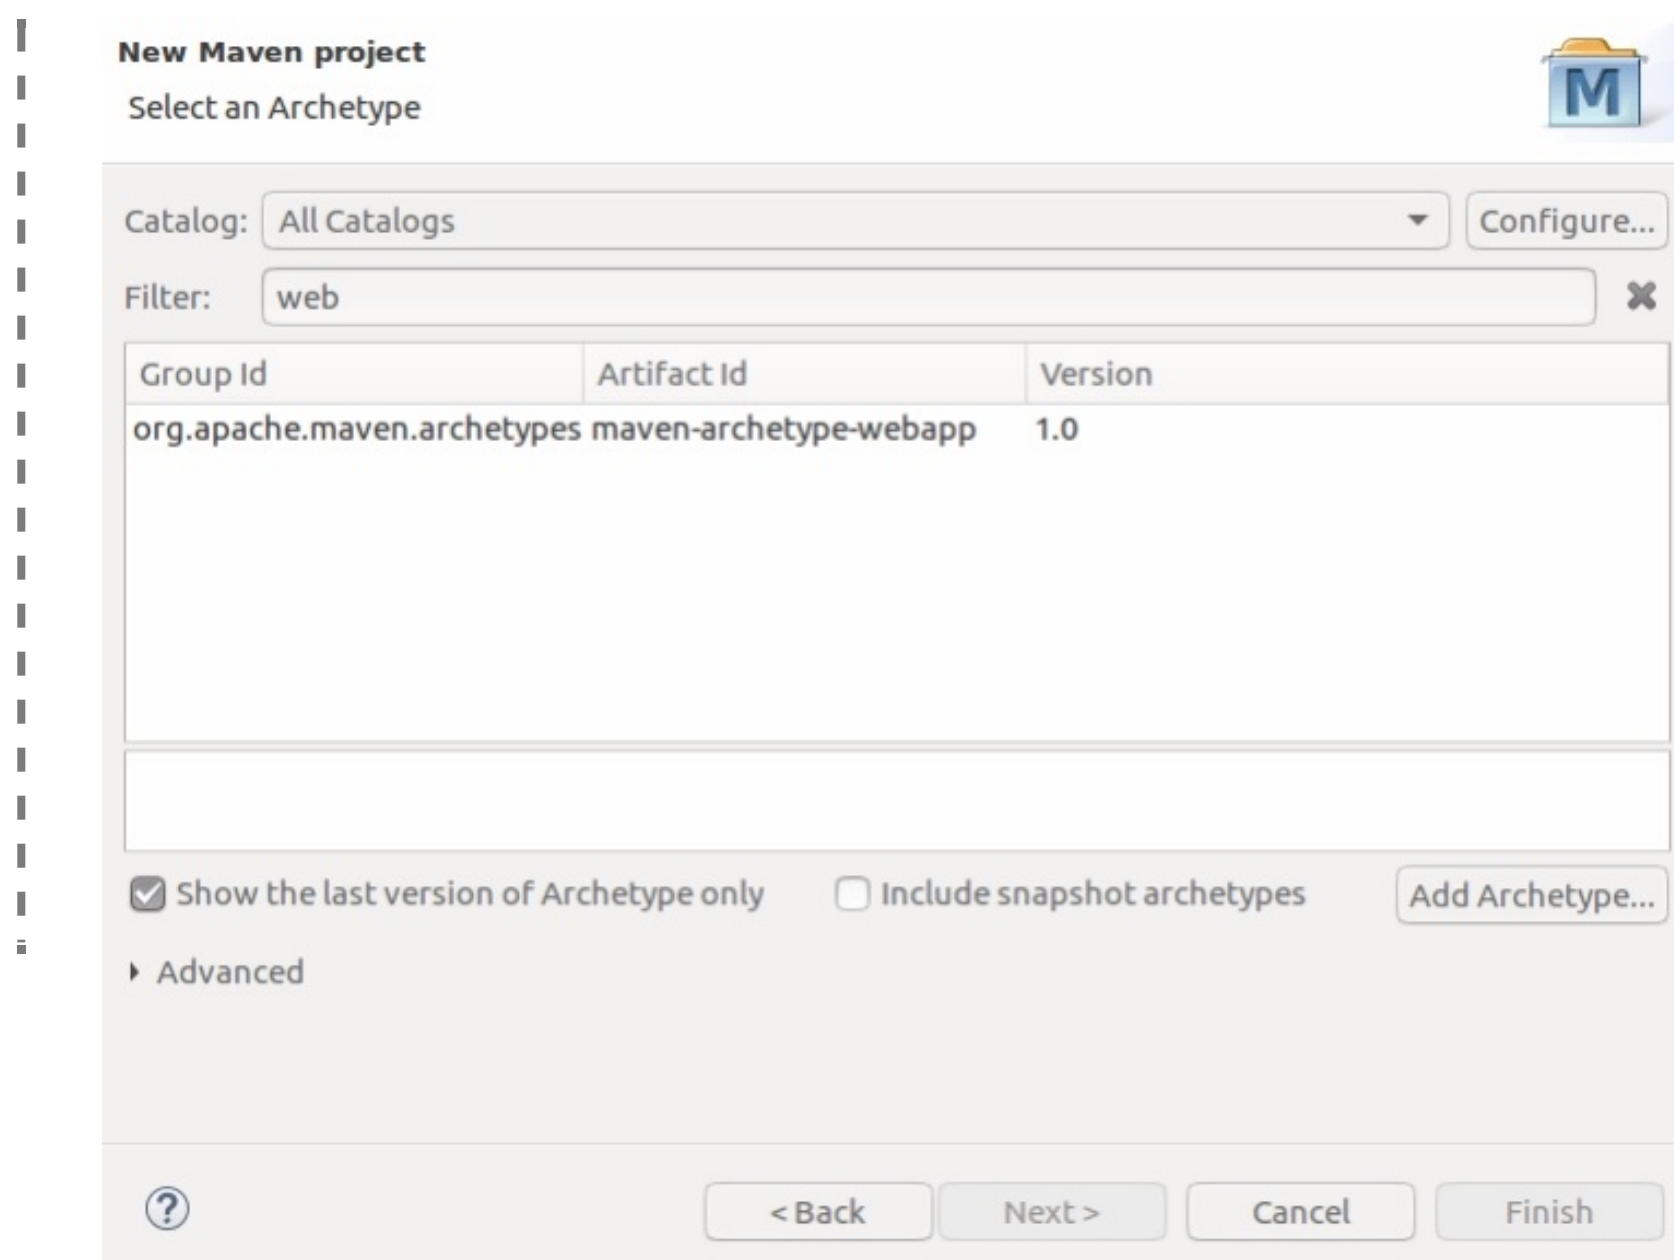 New Maven project
Select an Archetype
M
Catalog: All Catalogs Configure...
Filter: web
Group Id Artifact Id Version
org.apache.maven.archetypes maven-archetype-webapp 1.0
Show the last version of Archetype only Include snapshot archetypes Add Archetype...
Advanced
? < Back Next > Cancel Finish